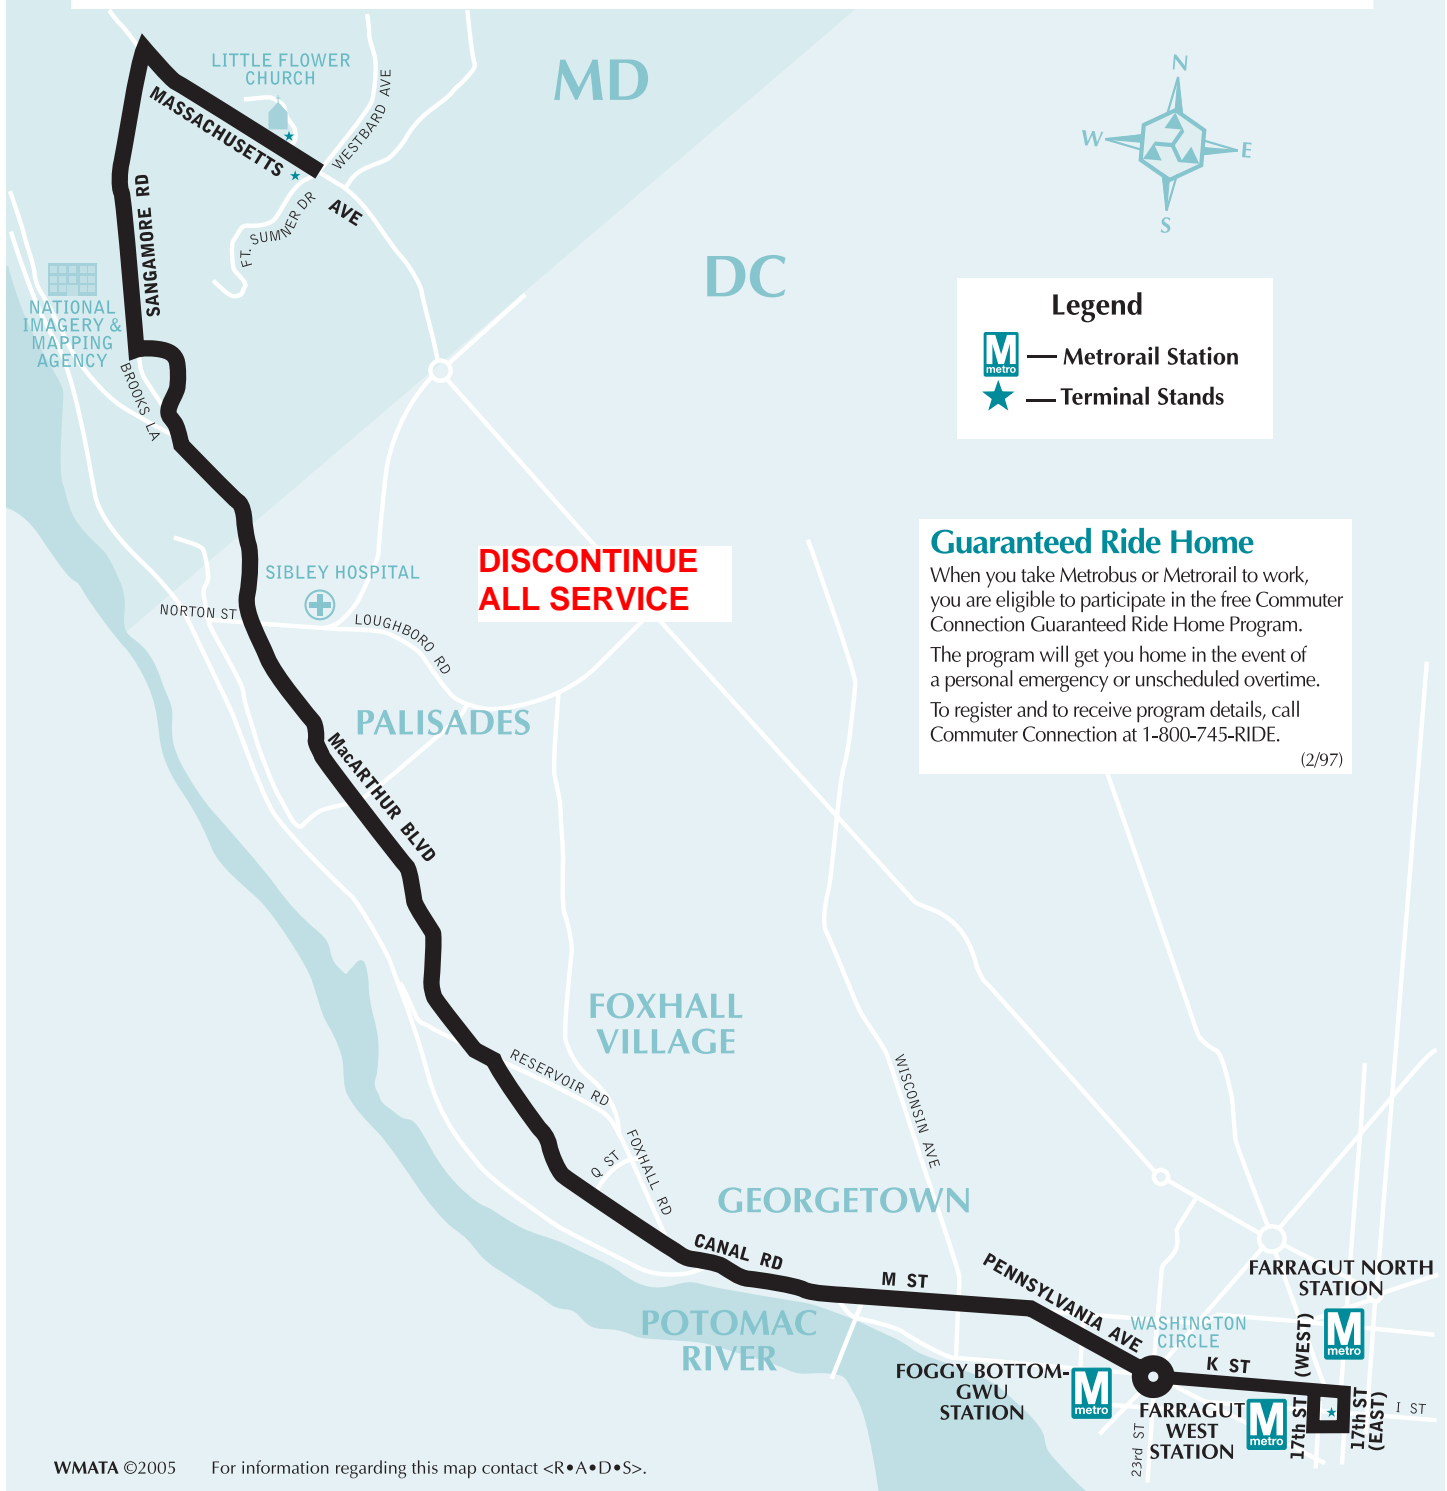 LITTLE FLOWER
CHURCH
MD
WESTBARD AVE
MASSACHUSETTS
AVE
FT. SUMNER DR
SANGAMORE RD
N
W
E
S
DC
NATIONAL
IMAGERY &
MAPPING
AGENCY
BROOKS LA
Legend
M
metro
Metrorail Station
Terminal Stands
DISCONTINUE
ALL SERVICE
Guaranteed Ride Home
When you take Metrobus or Metrorail to work,
you are eligible to participate in the free Commuter
Connection Guaranteed Ride Home Program.
The program will get you home in the event of
a personal emergency or unscheduled overtime.
To register and to receive program details, call
Commuter Connection at 1-800-745-RIDE.
(2/97)
SIBLEY HOSPITAL
NORTON ST
LOUGHBORO RD
PALISADES
MacARTHUR BLVD
FOXHALL
VILLAGE
RESERVOIR RD
WISCONSIN AVE
Q ST
FOXHALL RD
GEORGETOWN
CANAL RD
M ST
PENNSYLVANIA AVE
FARRAGUT NORTH
STATION
M
metro
POTOMAC
RIVER
WASHINGTON
CIRCLE
K ST
17th ST (WEST)
17th ST
(EAST)
I ST
FOGGY BOTTOM-
GWU
STATION
M
metro
FARRAGUT
WEST
STATION
M
metro
23rd ST
WMATA ©2005 For information regarding this map contact <R•A•D•S>.